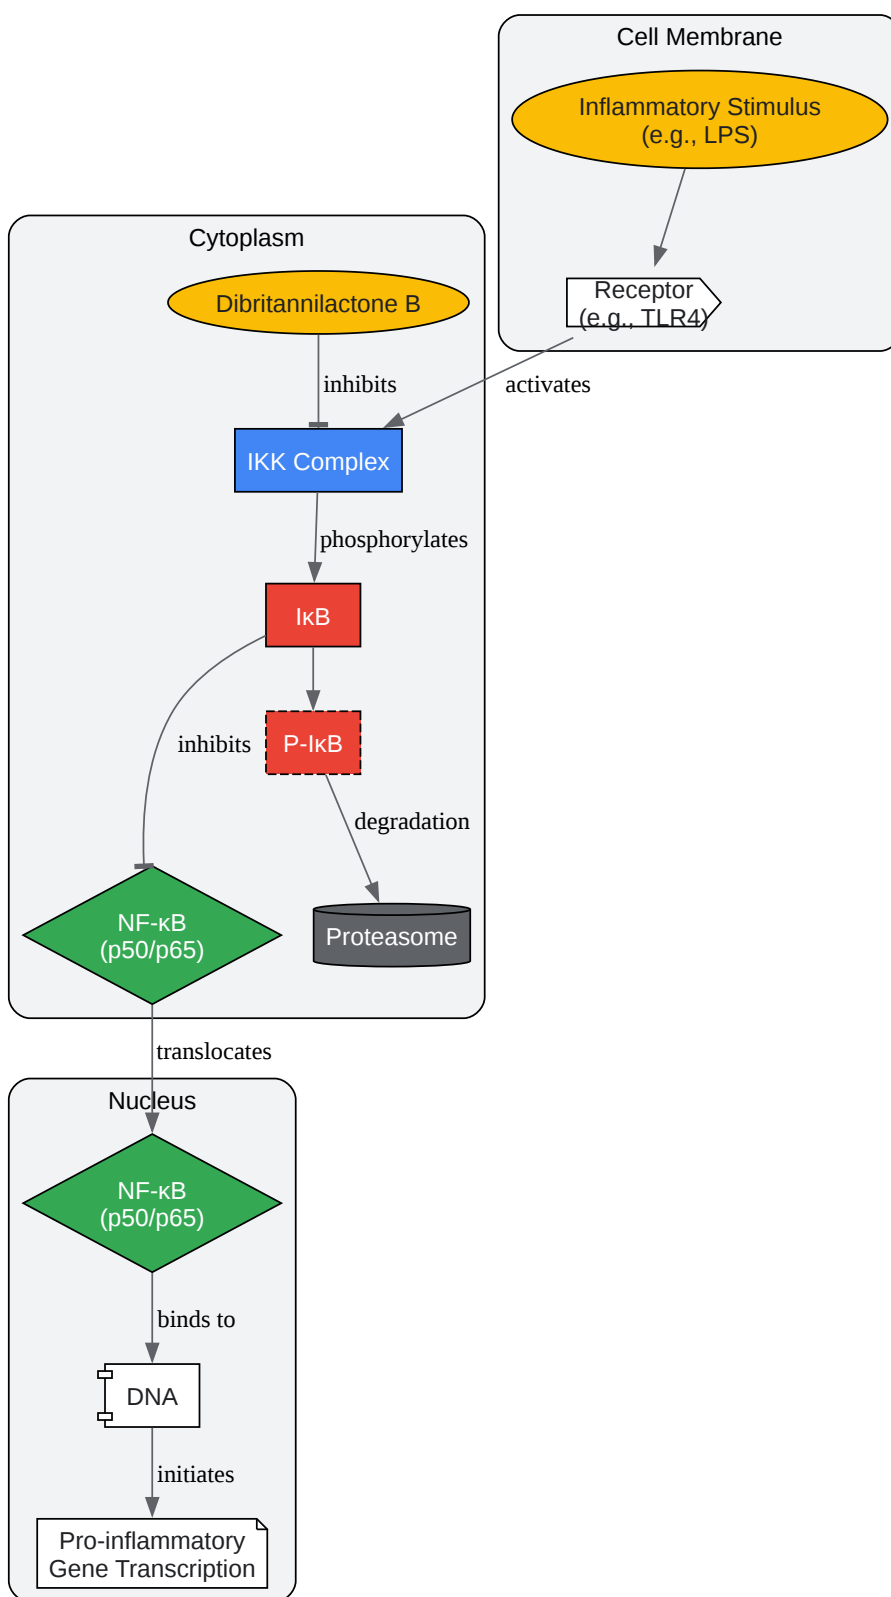 Cell Membrane
Inflammatory Stimulus
(e.g., LPS)
Receptor
(e.g., TLR4)
activates
Cytoplasm
Dibritannilactone B
inhibits
IKK Complex
phosphorylates
IκB
inhibits
P-IκB
degradation
NF-κB
(p50/p65)
Proteasome
translocates
Nucleus
NF-κB
(p50/p65)
binds to
DNA
initiates
Pro-inflammatory
Gene Transcription